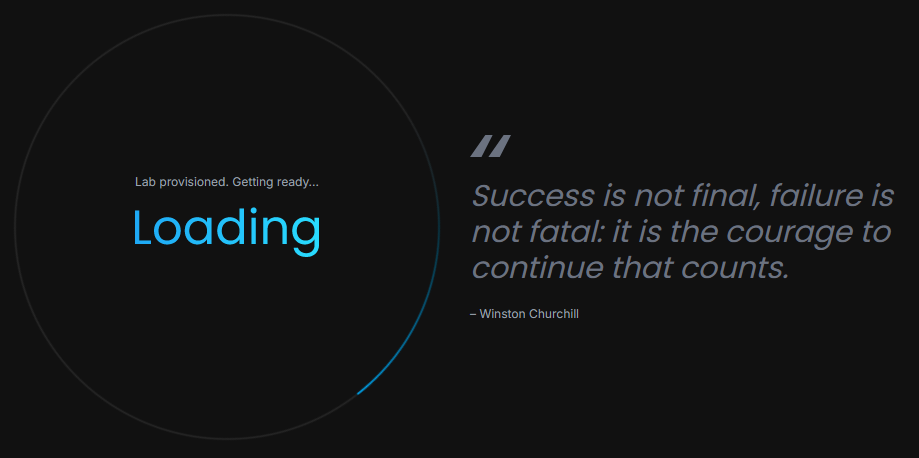 Lab provisioned. Getting ready...
Loading
Success is not final, failure is
not fatal: it is the courage to
continue that counts.
– Winston Churchill